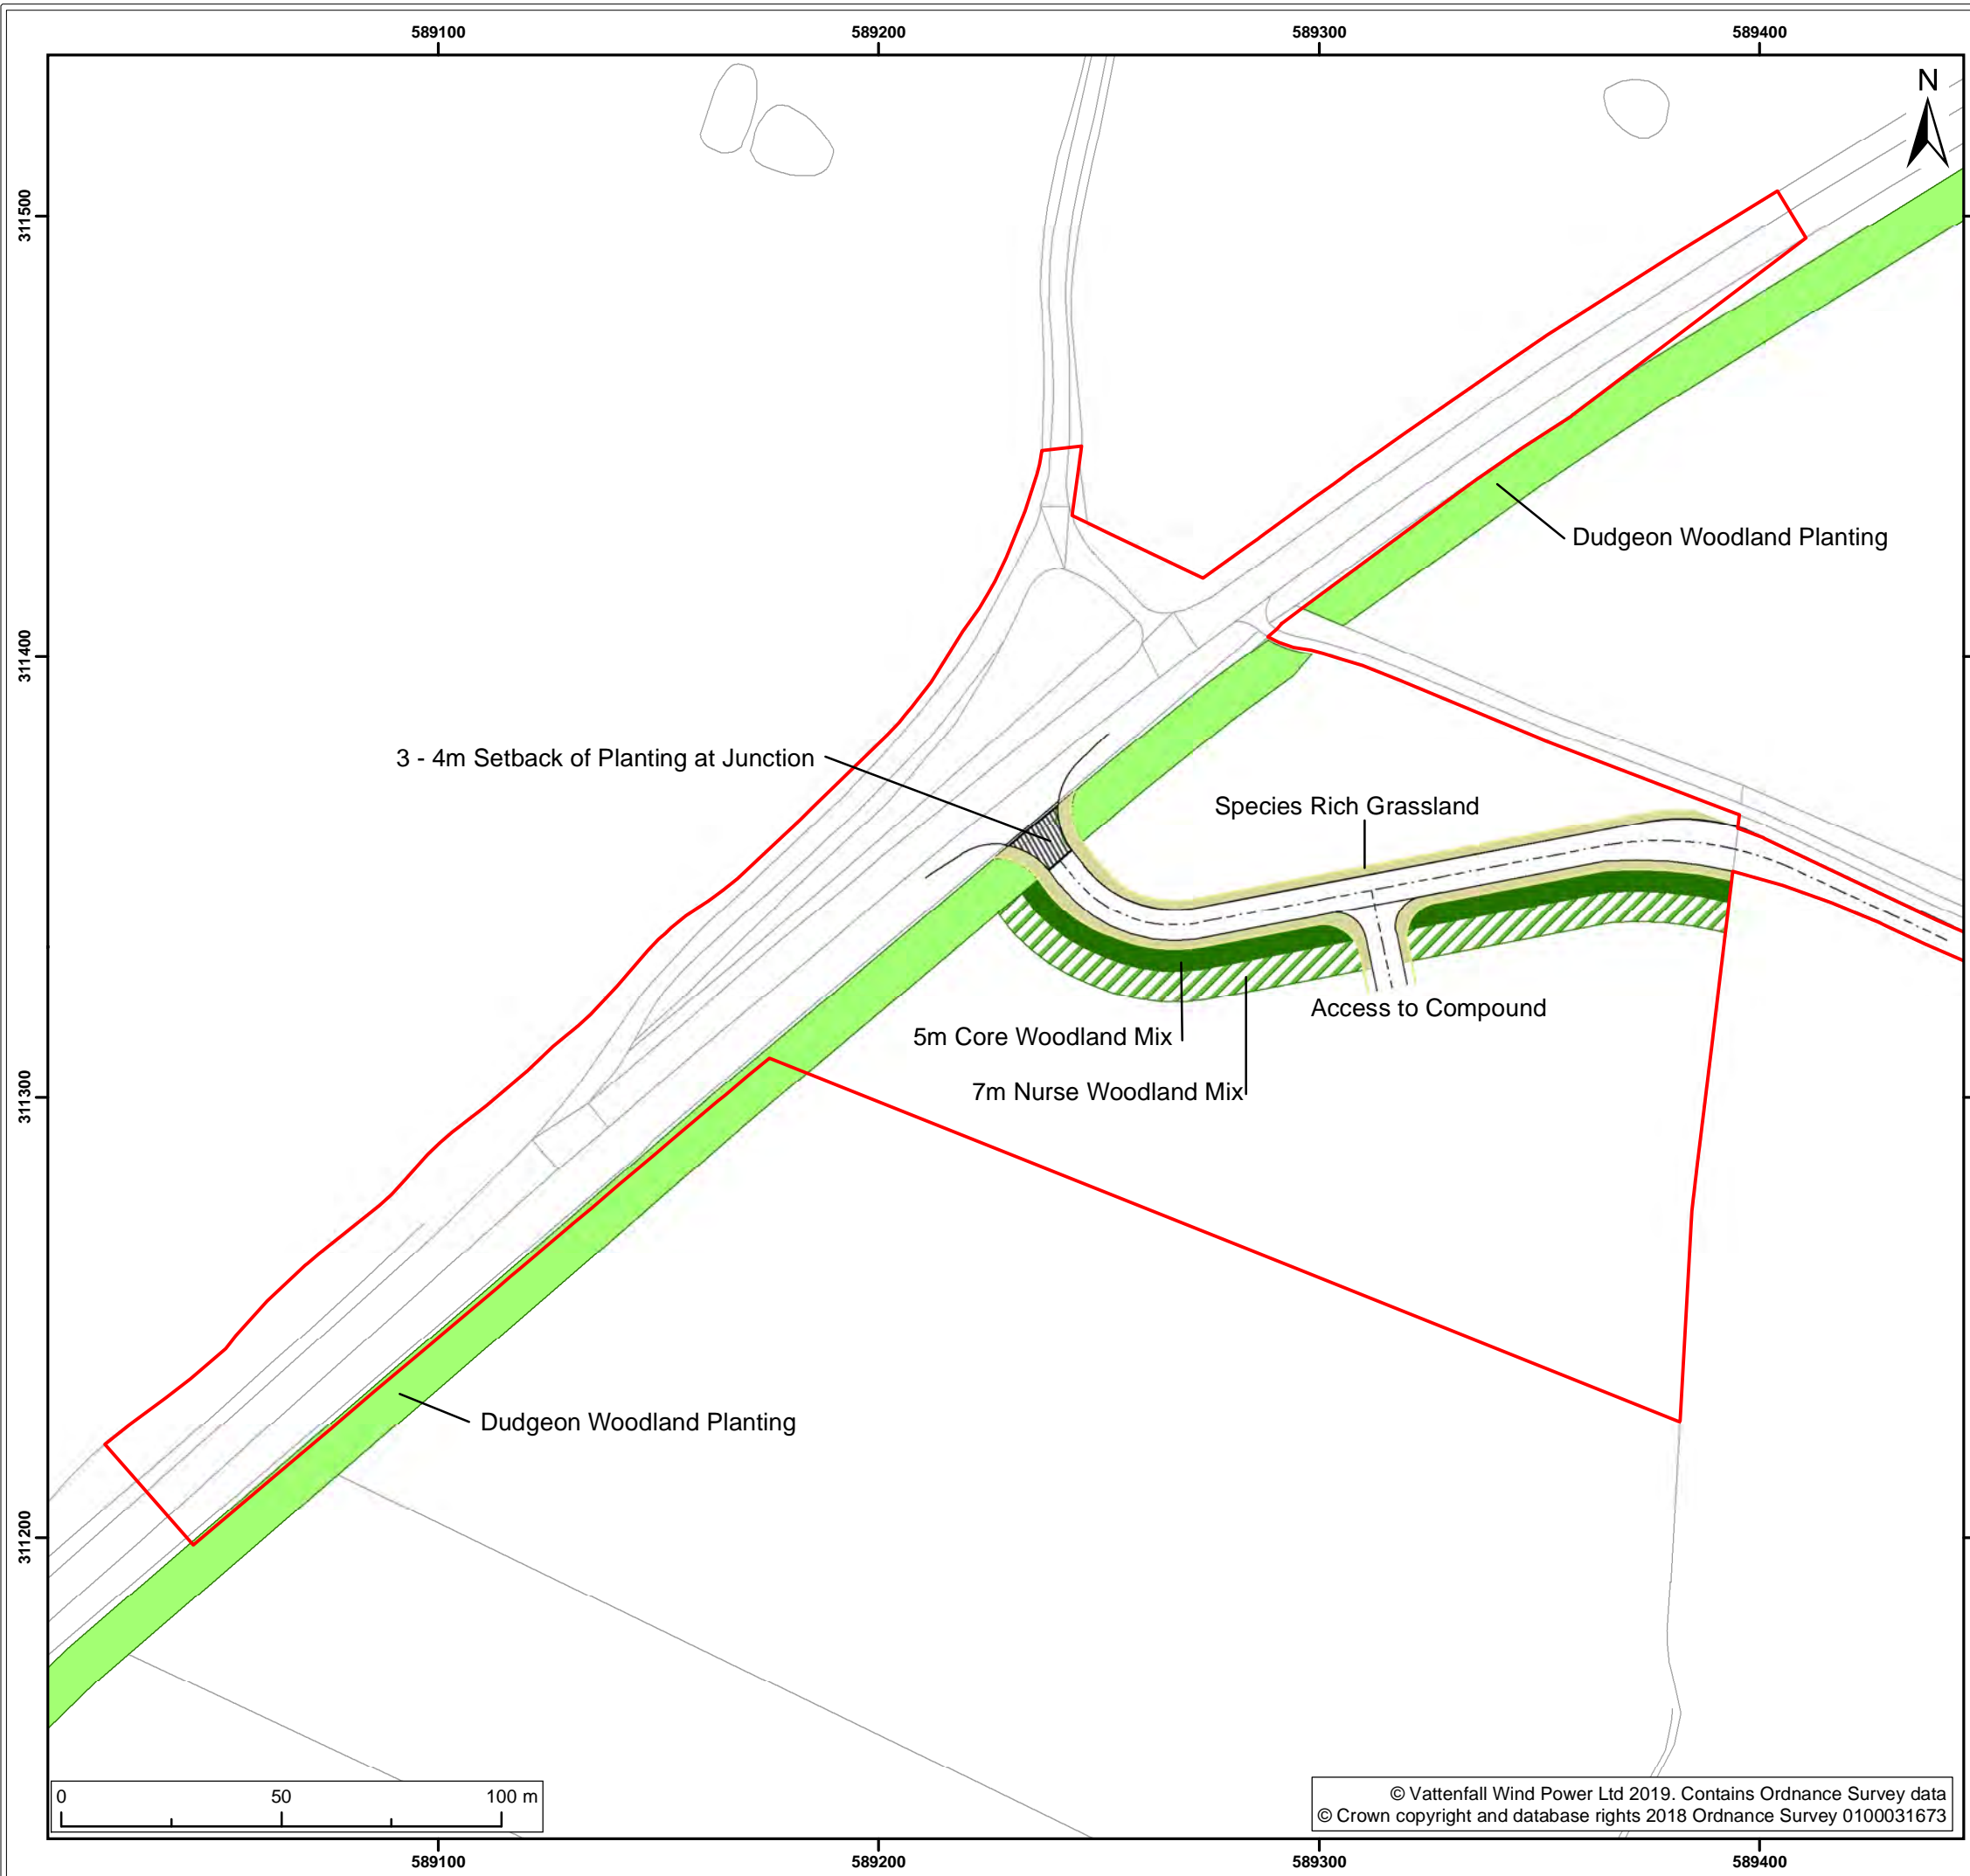 589100
589200
589300
589400
N
311500
Dudgeon Woodland Planting
311400
3 - 4m Setback of Planting at Junction
Species Rich Grassland
Access to Compound
5m Core Woodland Mix
7m Nurse Woodland Mix
311300
Dudgeon Woodland Planting
311200
0 50 100 m
© Vattenfall Wind Power Ltd 2019. Contains Ordnance Survey data
© Crown copyright and database rights 2018 Ordnance Survey 0100031673
589100
589200
589300
589400